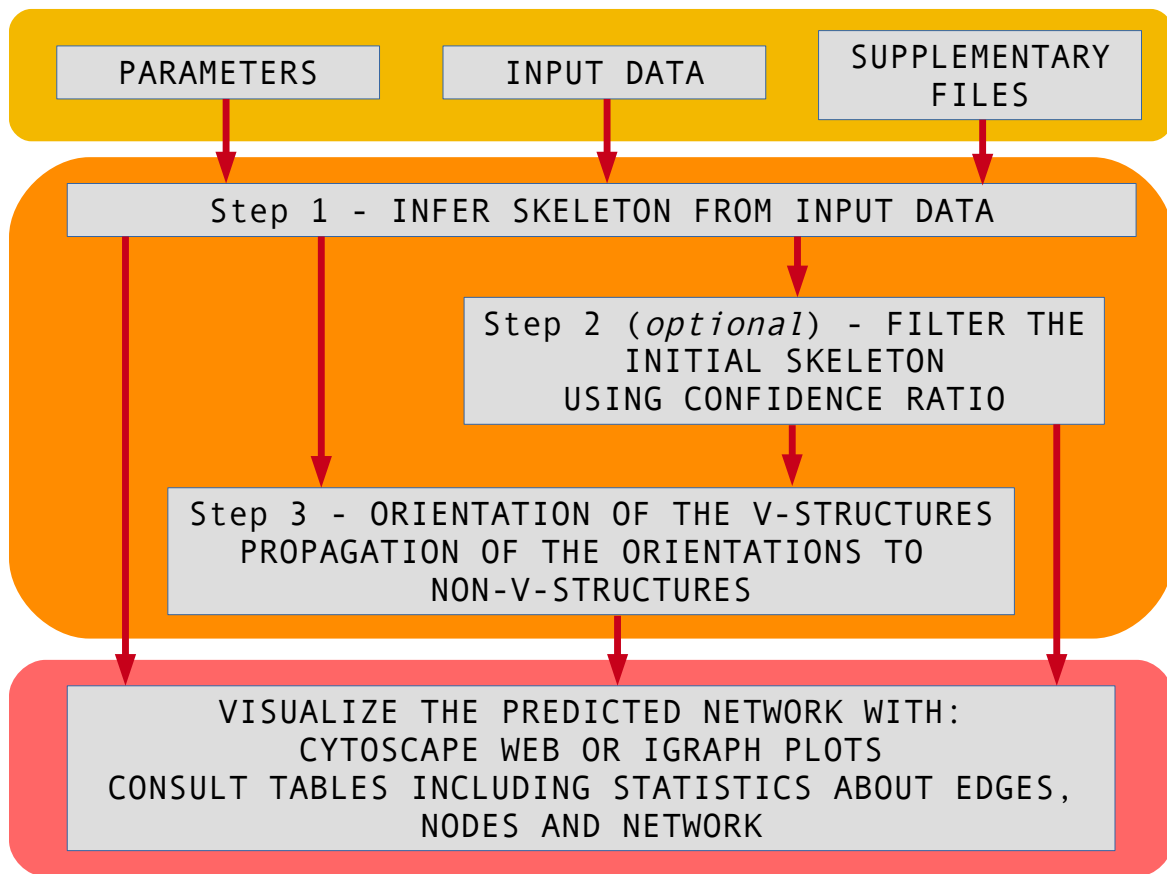 PARAMETERS
INPUT DATA
SUPPLEMENTARY
FILES
Step 1 - INFER SKELETON FROM INPUT DATA
Step 2 (optional) - FILTER THE
INITIAL SKELETON
USING CONFIDENCE RATIO
Step 3 - ORIENTATION OF THE V-STRUCTURES
PROPAGATION OF THE ORIENTATIONS TO
NON-V-STRUCTURES
VISUALIZE THE PREDICTED NETWORK WITH:
CYTOSCAPE WEB OR IGRAPH PLOTS
CONSULT TABLES INCLUDING STATISTICS ABOUT EDGES,
NODES AND NETWORK